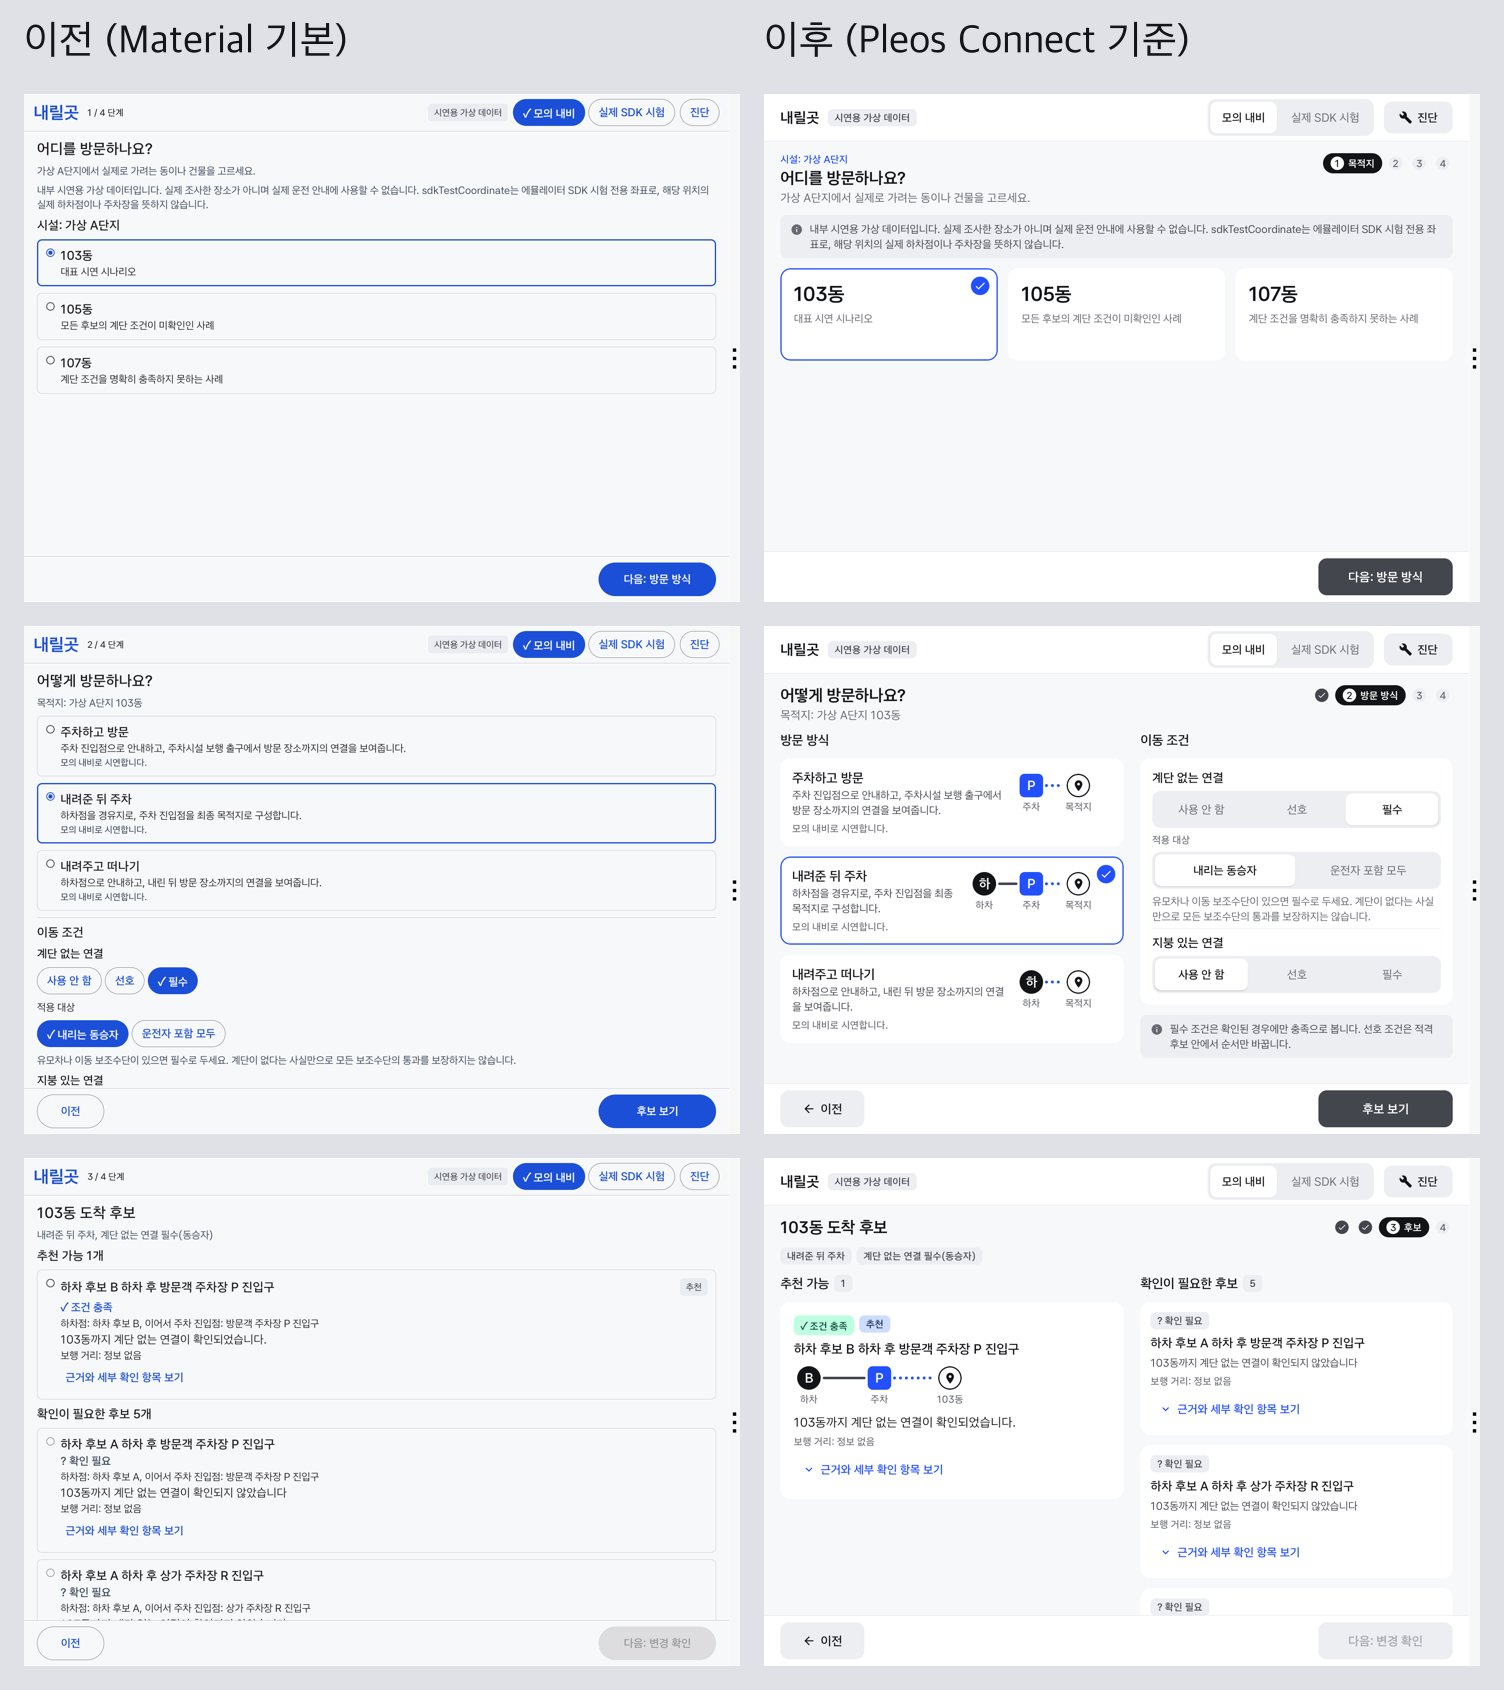 이전 (Material 기본)
내릴곳 1 / 4 단계 시연용 가상 데이터 ✓ 모의 내비 실제 SDK 시험 진단
어디를 방문하나요?
가상 A단지에서 실제로 가려는 동이나 건물을 고르세요.
내부 시연용 가상 데이터입니다. 실제 조사한 장소가 아니며 실제 운전 안내에 사용할 수 없습니다. sdkTestCoordinate는 에뮬레이터 SDK 시험 전용 좌표로, 해당 위치의
실제 하차점이나 주차장을 뜻하지 않습니다.
시설: 가상 A단지
103동
대표 시연 시나리오
105동
모든 후보의 계단 조건이 미확인인 사례
107동
계단 조건을 명확히 충족하지 못하는 사례
다음: 방문 방식
내릴곳 2 / 4 단계 시연용 가상 데이터 ✓ 모의 내비 실제 SDK 시험 진단
어떻게 방문하나요?
목적지: 가상 A단지 103동
주차하고 방문
주차 진입점으로 안내하고, 주차시설 보행 출구에서 방문 장소까지의 연결을 보여줍니다.
모의 내비로 시연합니다.
내려준 뒤 주차
하차점을 경유지로, 주차 진입점을 최종 목적지로 구성합니다.
모의 내비로 시연합니다.
내려주고 떠나기
하차점으로 안내하고, 내린 뒤 방문 장소까지의 연결을 보여줍니다.
모의 내비로 시연합니다.
이동 조건
계단 없는 연결
사용 안 함 선호 ✓ 필수
적용 대상
✓ 내리는 동승자 운전자 포함 모두
유모차나 이동 보조수단이 있으면 필수로 두세요. 계단이 없다는 사실만으로 모든 보조수단의 통과를 보장하지는 않습니다.
지붕 있는 연결
이전 후보 보기
내릴곳 3 / 4 단계 시연용 가상 데이터 ✓ 모의 내비 실제 SDK 시험 진단
103동 도착 후보
내려준 뒤 주차, 계단 없는 연결 필수(동승자)
추천 가능 1개
하차 후보 B 하차 후 방문객 주차장 P 진입구 추천
✓ 조건 충족
하차점: 하차 후보 B, 이어서 주차 진입점: 방문객 주차장 P 진입구
103동까지 계단 없는 연결이 확인되었습니다.
보행 거리: 정보 없음
근거와 세부 확인 항목 보기
확인이 필요한 후보 5개
하차 후보 A 하차 후 방문객 주차장 P 진입구
? 확인 필요
하차점: 하차 후보 A, 이어서 주차 진입점: 방문객 주차장 P 진입구
103동까지 계단 없는 연결이 확인되지 않았습니다
보행 거리: 정보 없음
근거와 세부 확인 항목 보기
하차 후보 A 하차 후 상가 주차장 R 진입구
? 확인 필요
하차점: 하차 후보 A, 이어서 주차 진입점: 상가 주차장 R 진입구
이전 다음: 변경 확인
이후 (Pleos Connect 기준)
내릴곳 시연용 가상 데이터 모의 내비 실제 SDK 시험 진단
시설: 가상 A단지
1 목적지 2 3 4
어디를 방문하나요?
가상 A단지에서 실제로 가려는 동이나 건물을 고르세요.
내부 시연용 가상 데이터입니다. 실제 조사한 장소가 아니며 실제 운전 안내에 사용할 수 없습니다. sdkTestCoordinate는 에뮬레이터 SDK 시험 전용 좌
표로, 해당 위치의 실제 하차점이나 주차장을 뜻하지 않습니다.
103동
대표 시연 시나리오
105동
모든 후보의 계단 조건이 미확인인 사례
107동
계단 조건을 명확히 충족하지 못하는 사례
다음: 방문 방식
내릴곳 시연용 가상 데이터 모의 내비 실제 SDK 시험 진단
어떻게 방문하나요? 2 방문 방식 3 4
목적지: 가상 A단지 103동
방문 방식
주차하고 방문
주차 진입점으로 안내하고, 주차시설 보행 출구에서
방문 장소까지의 연결을 보여줍니다.
모의 내비로 시연합니다.
P
주차 목적지
내려준 뒤 주차
하차점을 경유지로, 주차 진입점을 최종
목적지로 구성합니다.
모의 내비로 시연합니다.
하 P
하차 주차 목적지
내려주고 떠나기
하차점으로 안내하고, 내린 뒤 방문 장소까지의 연결
을 보여줍니다.
모의 내비로 시연합니다.
하
하차 목적지
이동 조건
계단 없는 연결
사용 안 함 선호 필수
적용 대상
내리는 동승자 운전자 포함 모두
유모차나 이동 보조수단이 있으면 필수로 두세요. 계단이 없다는 사실
만으로 모든 보조수단의 통과를 보장하지는 않습니다.
지붕 있는 연결
사용 안 함 선호 필수
필수 조건은 확인된 경우에만 충족으로 봅니다. 선호 조건은 적격
후보 안에서 순서만 바꿉니다.
이전 후보 보기
내릴곳 시연용 가상 데이터 모의 내비 실제 SDK 시험 진단
103동 도착 후보 3 후보 4
내려준 뒤 주차 계단 없는 연결 필수(동승자)
추천 가능 1
✓ 조건 충족 추천
하차 후보 B 하차 후 방문객 주차장 P 진입구
B P
하차 주차 103동
103동까지 계단 없는 연결이 확인되었습니다.
보행 거리: 정보 없음
근거와 세부 확인 항목 보기
확인이 필요한 후보 5
? 확인 필요
하차 후보 A 하차 후 방문객 주차장 P 진입구
103동까지 계단 없는 연결이 확인되지 않았습니다
보행 거리: 정보 없음
근거와 세부 확인 항목 보기
? 확인 필요
하차 후보 A 하차 후 상가 주차장 R 진입구
103동까지 계단 없는 연결이 확인되지 않았습니다
보행 거리: 정보 없음
근거와 세부 확인 항목 보기
? 확인 필요
이전 다음: 변경 확인